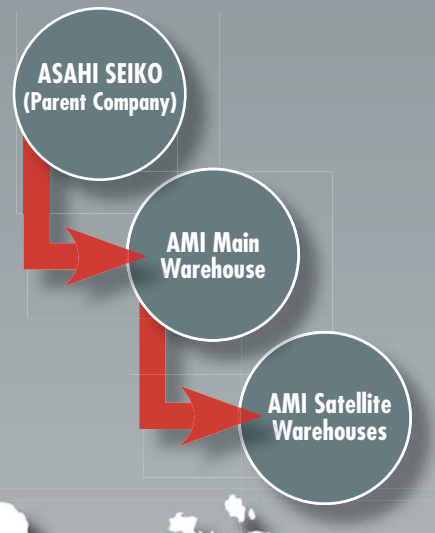 ASAHI SEIKO
(Parent Company)
AMI Main
Warehouse
AMI Satellite
Warehouses